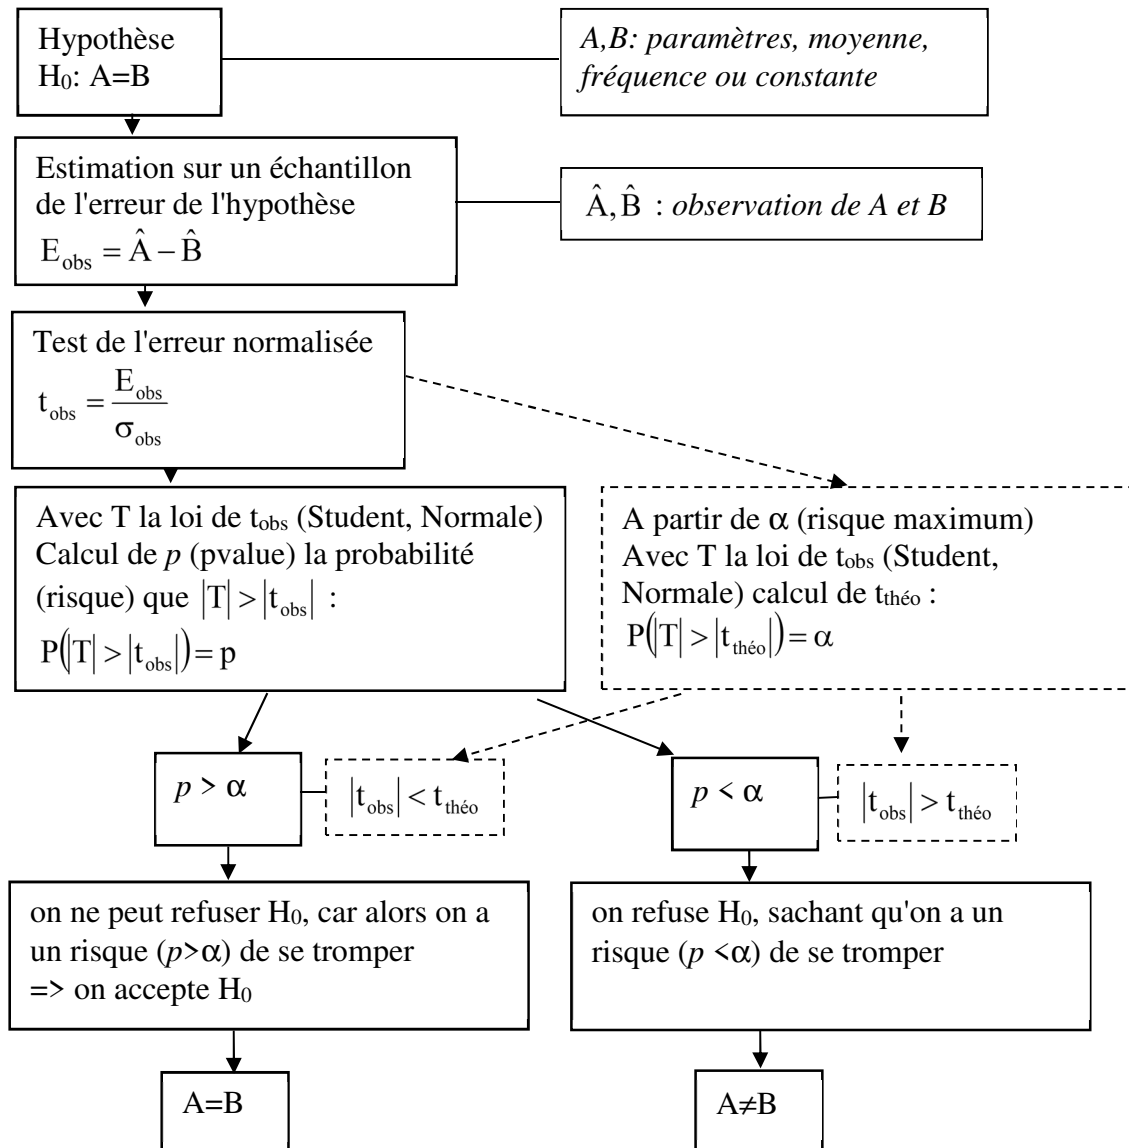 Hypothèse
H₀: A=B
A,B: paramètres, moyenne,
fréquence ou constante
Estimation sur un échantillon
de l'erreur de l'hypothèse
E_obs = Â − B̂
Â, B̂ : observation de A et B
Test de l'erreur normalisée
t_obs = E_obs / σ_obs
Avec T la loi de t_obs (Student, Normale)
Calcul de p (pvalue) la probabilité
(risque) que |T| > |t_obs| :
P(|T| > |t_obs|) = p
A partir de α (risque maximum)
Avec T la loi de t_obs (Student,
Normale) calcul de t_théo :
P(|T| > |t_théo|) = α
p > α
|t_obs| < t_théo
p < α
|t_obs| > t_théo
on ne peut refuser H₀, car alors on a
un risque (p>α) de se tromper
=> on accepte H₀
on refuse H₀, sachant qu'on a un
risque (p <α) de se tromper
A=B
A≠B